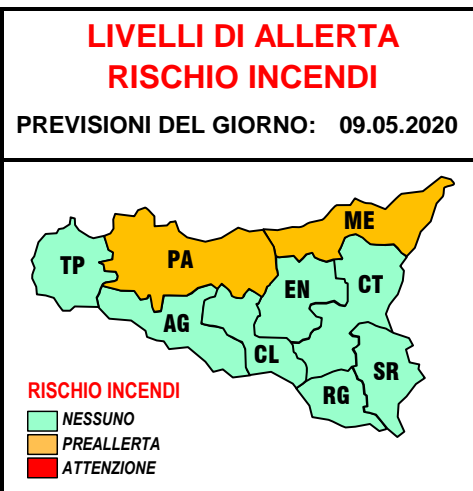 LIVELLI DI ALLERTA
RISCHIO INCENDI
PREVISIONI DEL GIORNO: 09.05.2020
ME
TP
PA
EN
CT
AG
CL
SR
RG
RISCHIO INCENDI
NESSUNO
PREALLERTA
ATTENZIONE